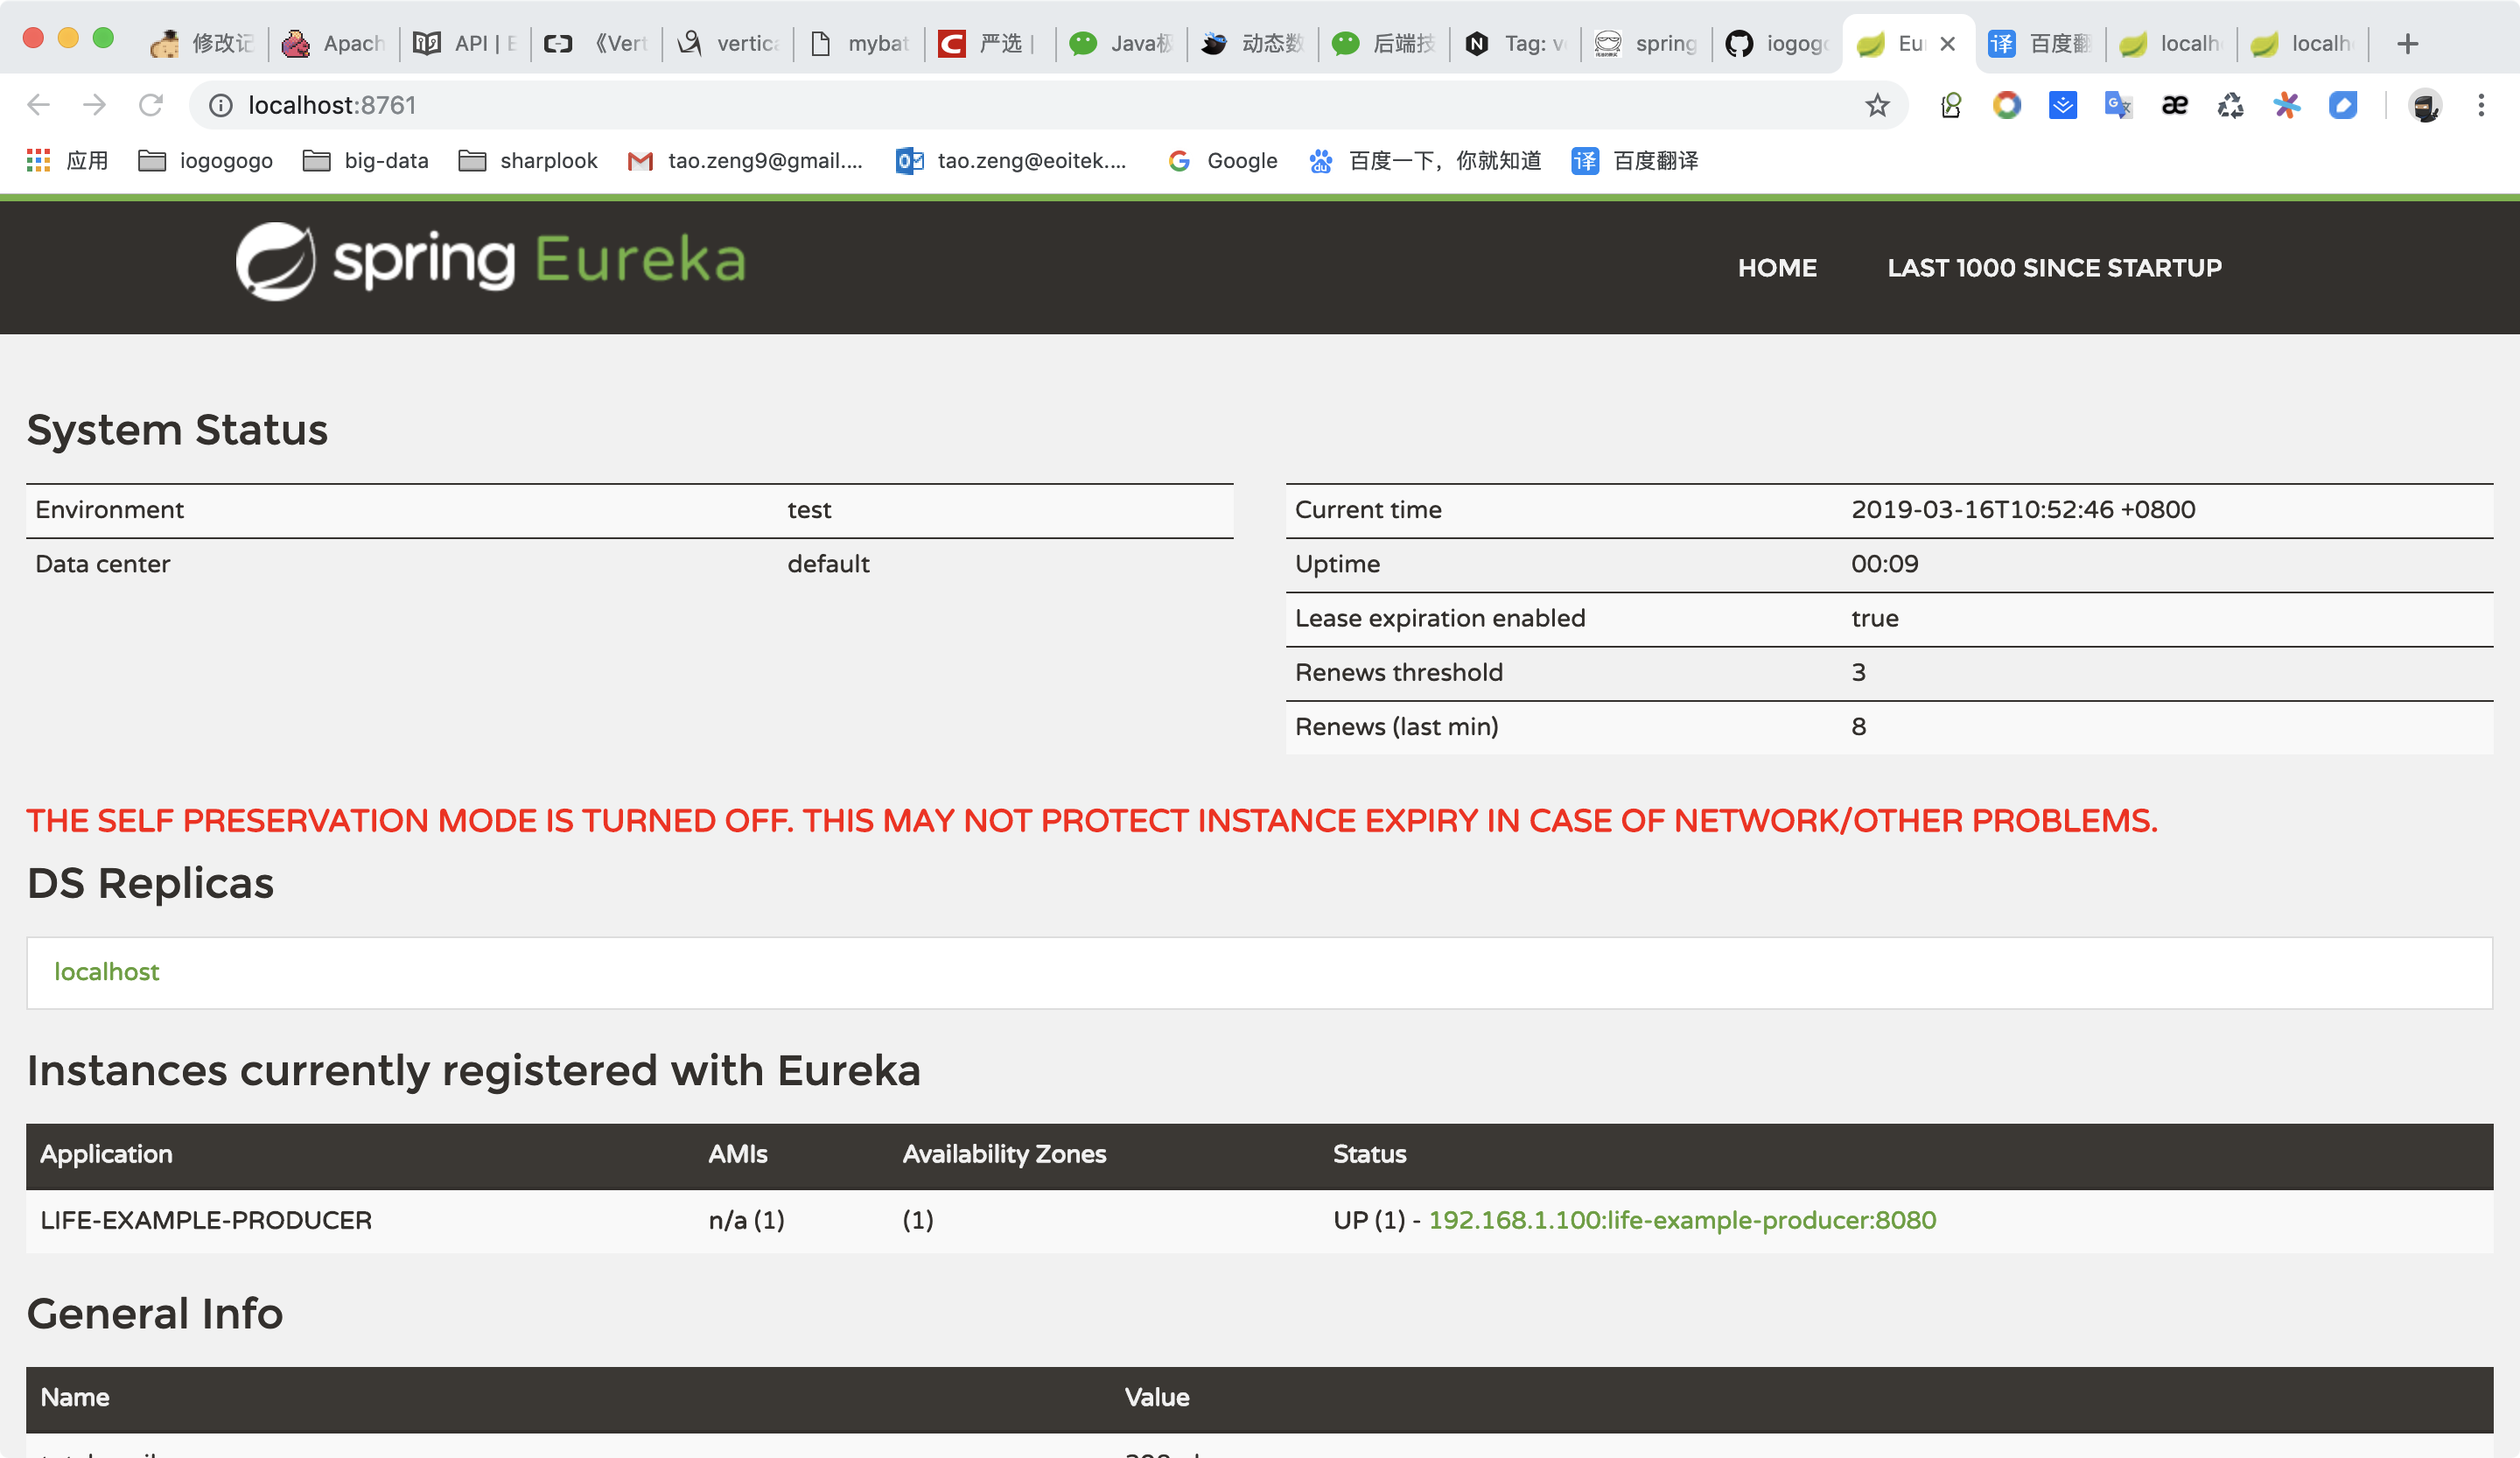 修改记 Apach API | E 《Vert vertica mybat 严选 | Java极 动态数 后端技 Tag: v spring iogogo Eur 百度翻 localh localh
localhost:8761
应用 iogogogo big-data sharplook tao.zeng9@gmail.... tao.zeng@eoitek.... Google 百度一下，你就知道 百度翻译
spring Eureka
HOME LAST 1000 SINCE STARTUP
System Status
Environment test
Data center default
Current time 2019-03-16T10:52:46 +0800
Uptime 00:09
Lease expiration enabled true
Renews threshold 3
Renews (last min) 8
THE SELF PRESERVATION MODE IS TURNED OFF. THIS MAY NOT PROTECT INSTANCE EXPIRY IN CASE OF NETWORK/OTHER PROBLEMS.
DS Replicas
localhost
Instances currently registered with Eureka
Application AMIs Availability Zones Status
LIFE-EXAMPLE-PRODUCER n/a (1) (1) UP (1) - 192.168.1.100:life-example-producer:8080
General Info
Name Value